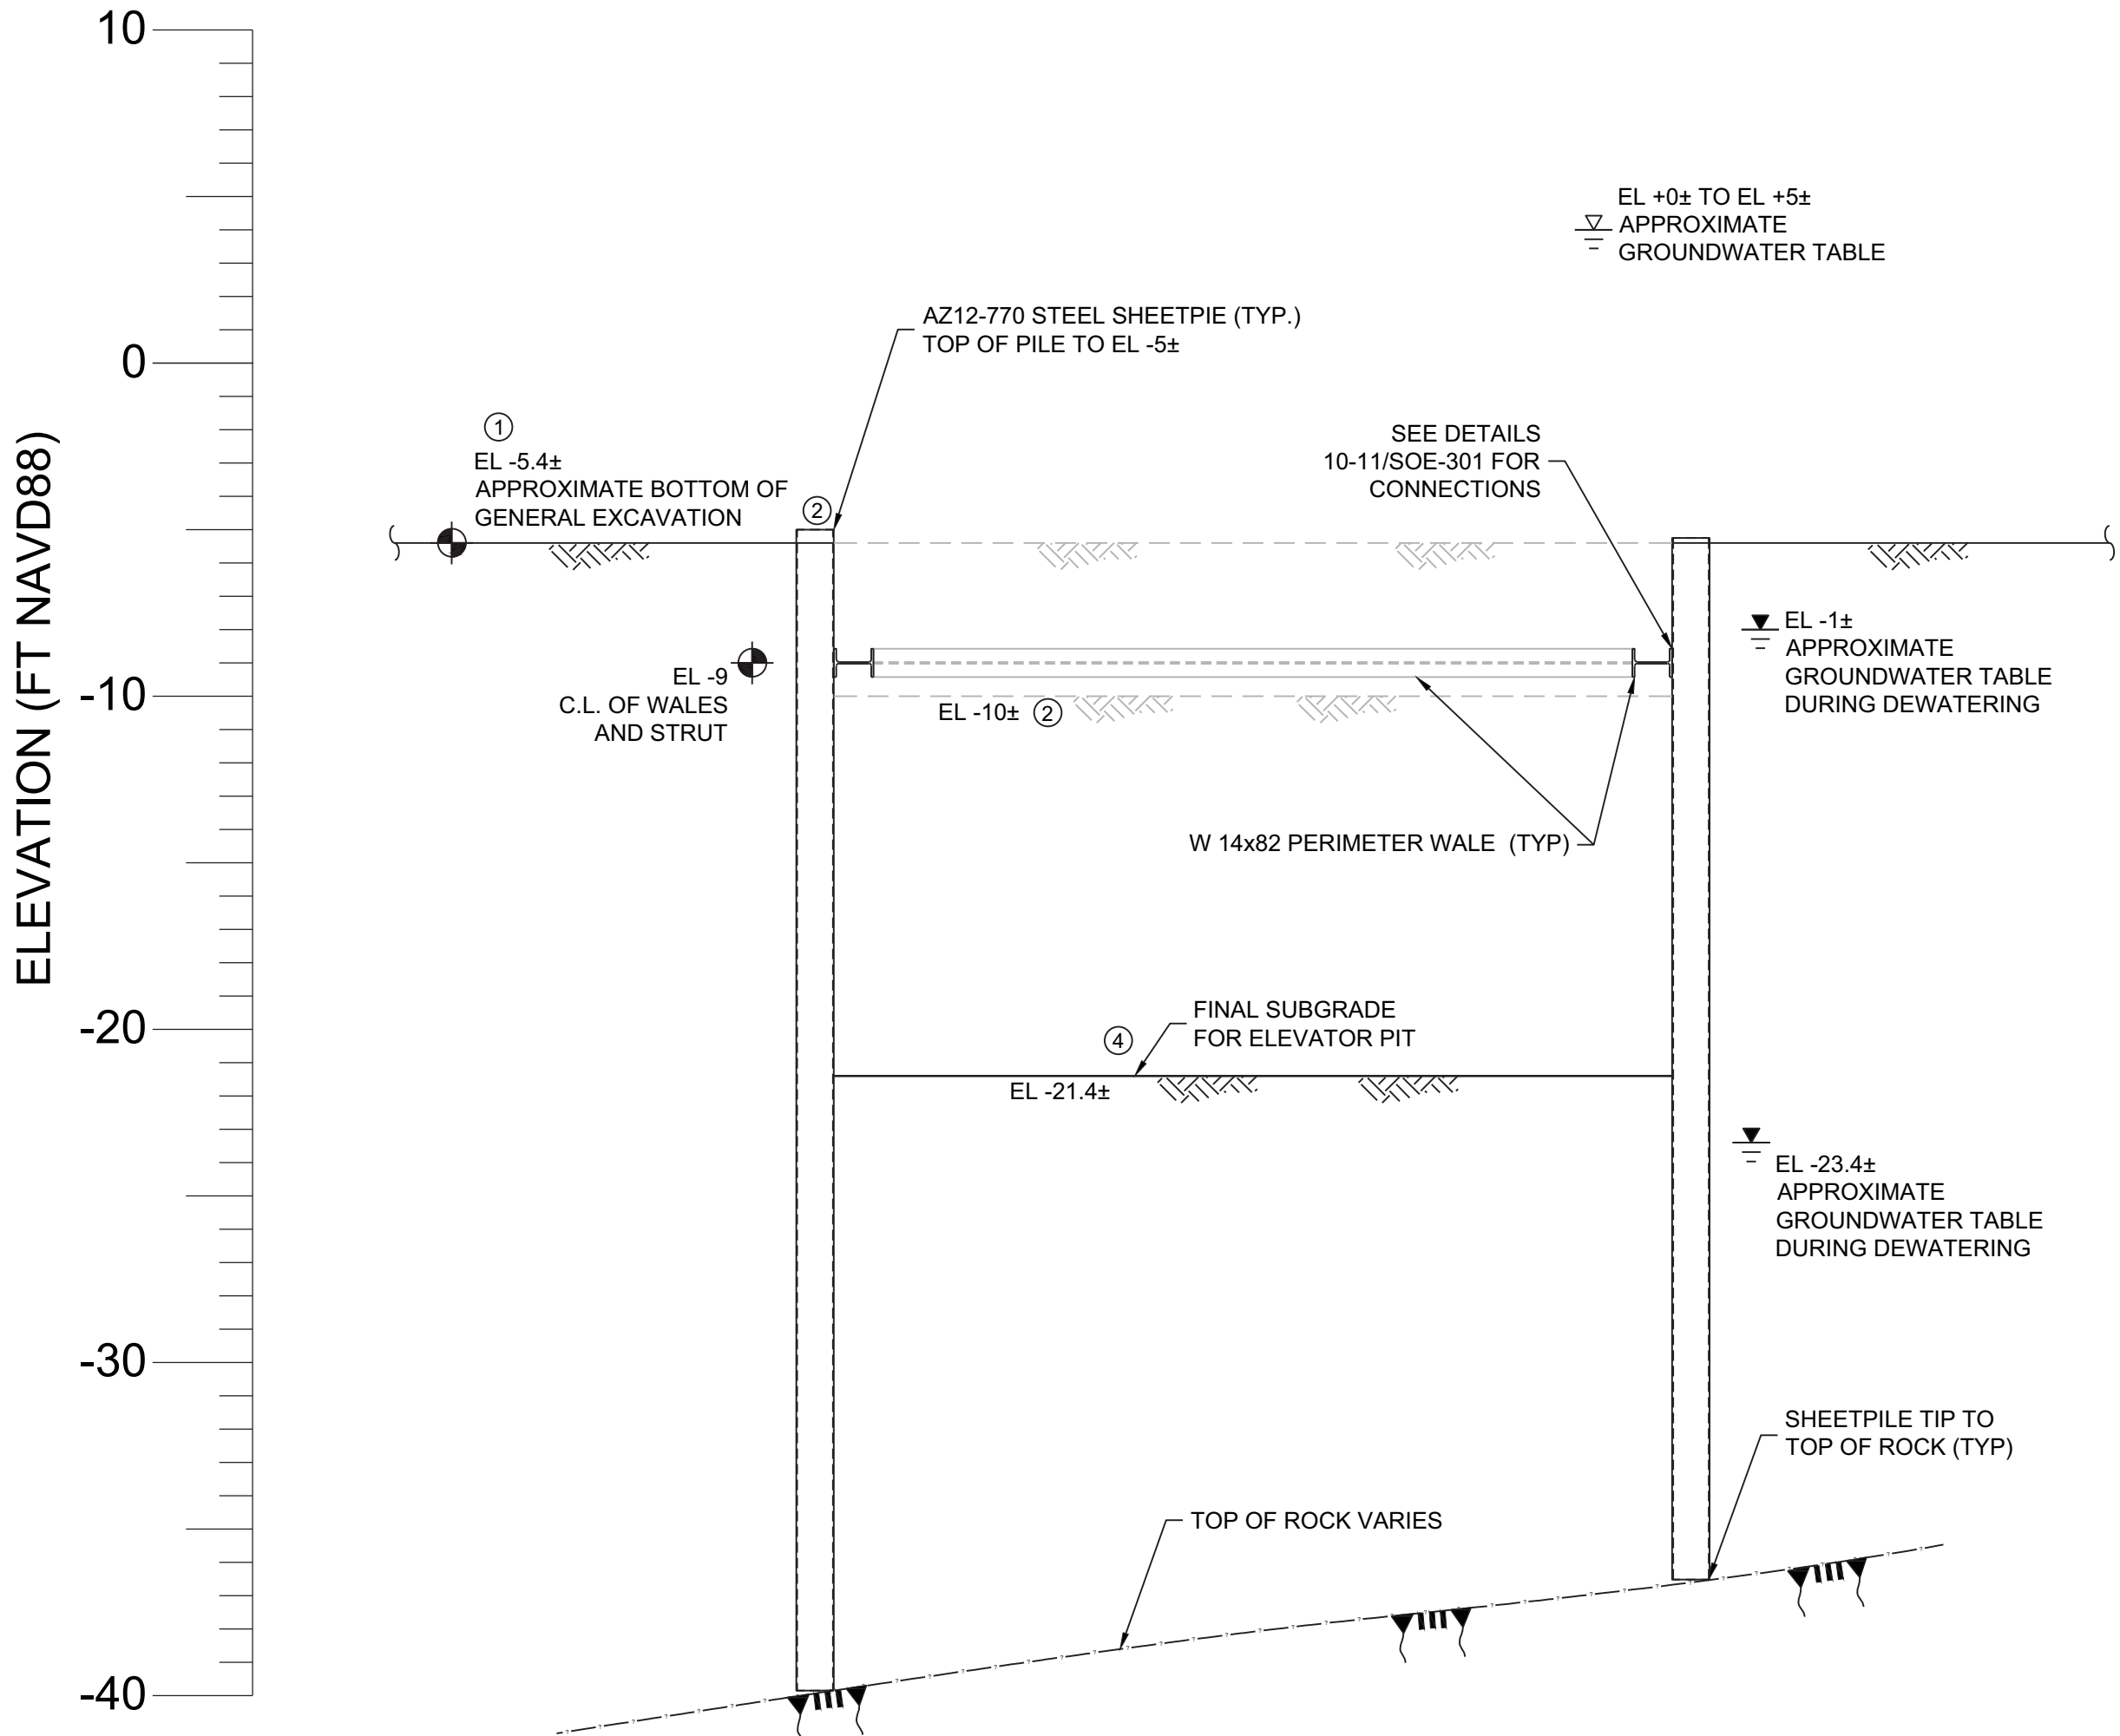 10
0
-10
-20
-30
-40
ELEVATION (FT NAVD88)
EL +0± TO EL +5±
APPROXIMATE
GROUNDWATER TABLE
AZ12-770 STEEL SHEETPIE (TYP.)
TOP OF PILE TO EL -5±
1
EL -5.4±
APPROXIMATE BOTTOM OF
GENERAL EXCAVATION
2
SEE DETAILS
10-11/SOE-301 FOR
CONNECTIONS
EL -1±
APPROXIMATE
GROUNDWATER TABLE
DURING DEWATERING
EL -9
C.L. OF WALES
AND STRUT
EL -10± 2
W 14x82 PERIMETER WALE (TYP)
FINAL SUBGRADE
FOR ELEVATOR PIT
4
EL -21.4±
EL -23.4±
APPROXIMATE
GROUNDWATER TABLE
DURING DEWATERING
SHEETPILE TIP TO
TOP OF ROCK (TYP)
TOP OF ROCK VARIES